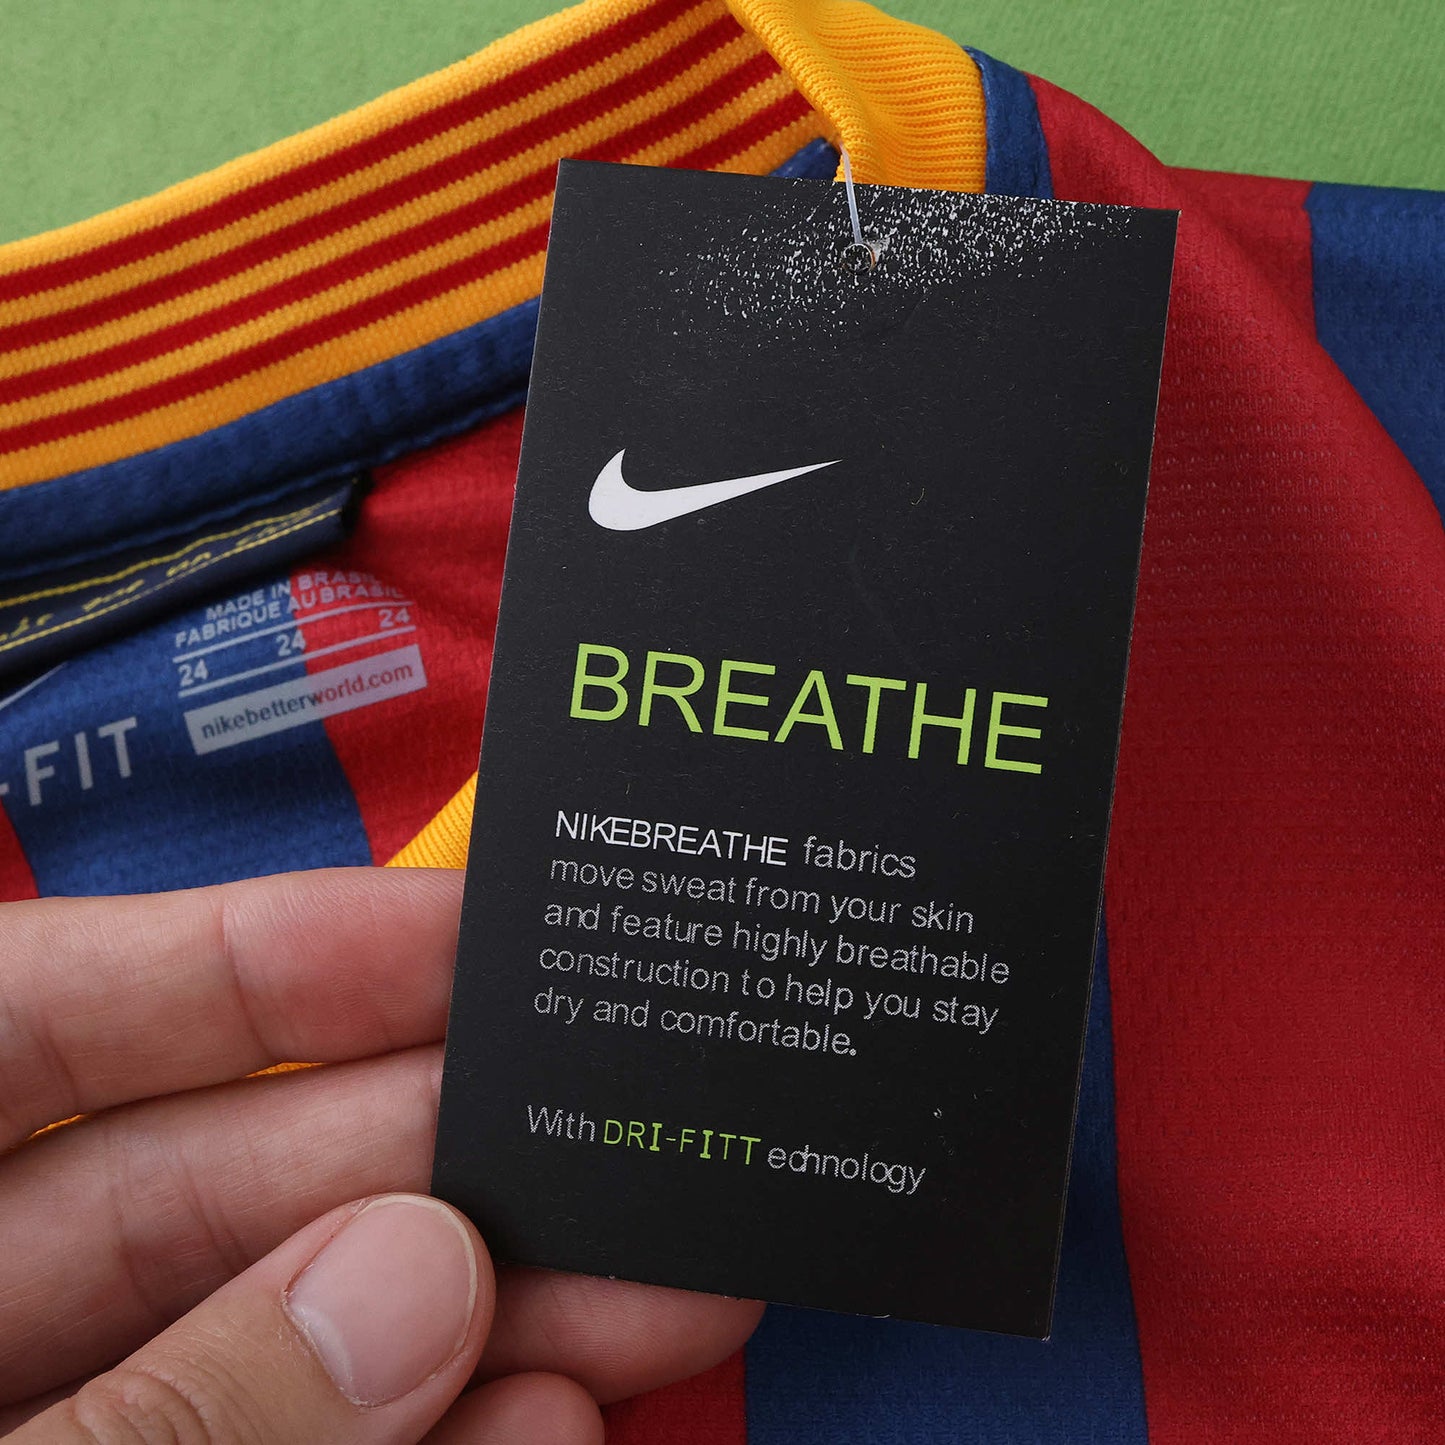 MADE IN BRASIL
FABRIQUE AU BRASIL
24 24 24
nikebetterworld.com
-FIT
BREATHE
NIKEBREATHE fabrics
move sweat from your skin
and feature highly breathable
construction to help you stay
dry and comfortable.
With DRI-FITT echnology